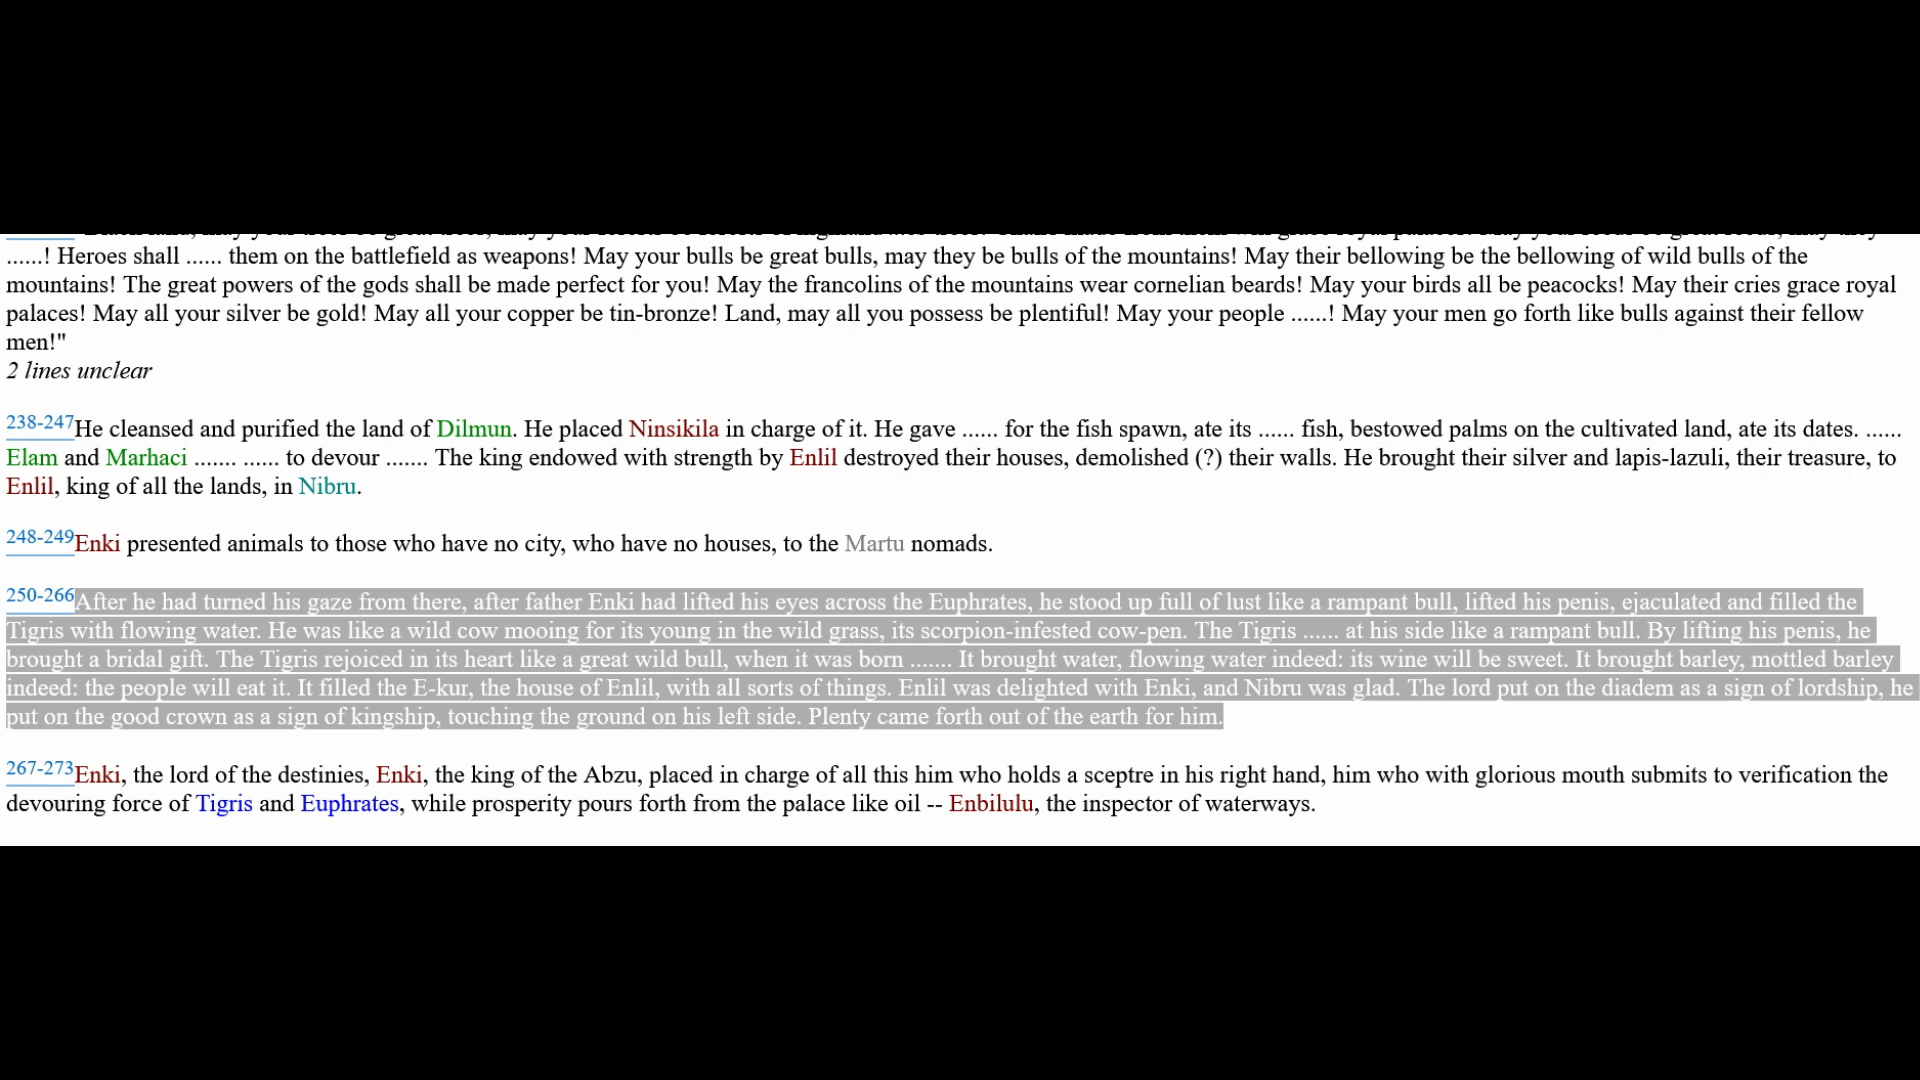 ......! Heroes shall ...... them on the battlefield as weapons! May your bulls be great bulls, may they be bulls of the mountains! May their bellowing be the bellowing of wild bulls of the
mountains! The great powers of the gods shall be made perfect for you! May the francolins of the mountains wear cornelian beards! May your birds all be peacocks! May their cries grace royal
palaces! May all your silver be gold! May all your copper be tin-bronze! Land, may all you possess be plentiful! May your people ......! May your men go forth like bulls against their fellow
men!"
2 lines unclear
238-247He cleansed and purified the land of Dilmun. He placed Ninsikila in charge of it. He gave ...... for the fish spawn, ate its ...... fish, bestowed palms on the cultivated land, ate its dates. ......
Elam and Marhaci ....... ...... to devour ....... The king endowed with strength by Enlil destroyed their houses, demolished (?) their walls. He brought their silver and lapis-lazuli, their treasure, to
Enlil, king of all the lands, in Nibru.
248-249Enki presented animals to those who have no city, who have no houses, to the Martu nomads.
250-266After he had turned his gaze from there, after father Enki had lifted his eyes across the Euphrates, he stood up full of lust like a rampant bull, lifted his penis, ejaculated and filled the
Tigris with flowing water. He was like a wild cow mooing for its young in the wild grass, its scorpion-infested cow-pen. The Tigris ...... at his side like a rampant bull. By lifting his penis, he
brought a bridal gift. The Tigris rejoiced in its heart like a great wild bull, when it was born ....... It brought water, flowing water indeed: its wine will be sweet. It brought barley, mottled barley
indeed: the people will eat it. It filled the E-kur, the house of Enlil, with all sorts of things. Enlil was delighted with Enki, and Nibru was glad. The lord put on the diadem as a sign of lordship, he
put on the good crown as a sign of kingship, touching the ground on his left side. Plenty came forth out of the earth for him.
267-273Enki, the lord of the destinies, Enki, the king of the Abzu, placed in charge of all this him who holds a sceptre in his right hand, him who with glorious mouth submits to verification the
devouring force of Tigris and Euphrates, while prosperity pours forth from the palace like oil -- Enbilulu, the inspector of waterways.